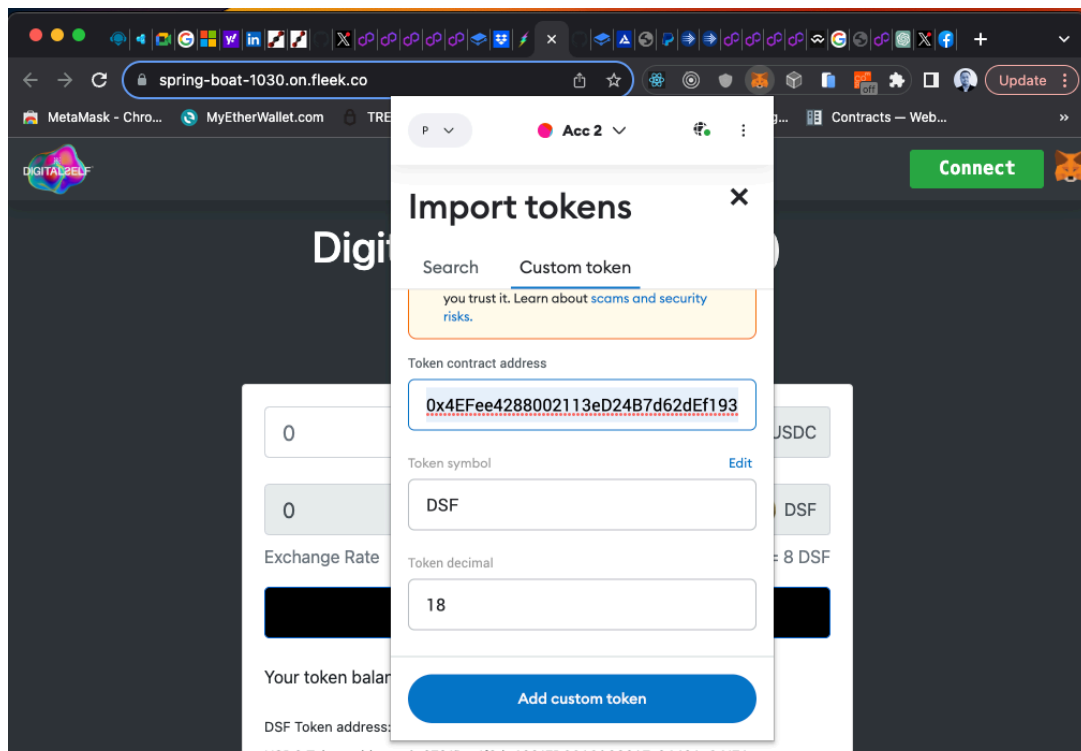 spring-boat-1030.on.fleek.co
off
Update
MetaMask - Chro...
MyEtherWallet.com
TRE
Contracts — Web...
»
P
Acc 2
DIGITALSELF
Connect
Import tokens
Digi
)
Search
Custom token
you trust it. Learn about scams and security
risks.
Token contract address
0x4EFee4288002113eD24B7d62dEf193
0
USDC
Token symbol
Edit
DSF
0
DSF
Exchange Rate
= 8 DSF
Token decimal
18
Your token balan
Add custom token
DSF Token address: